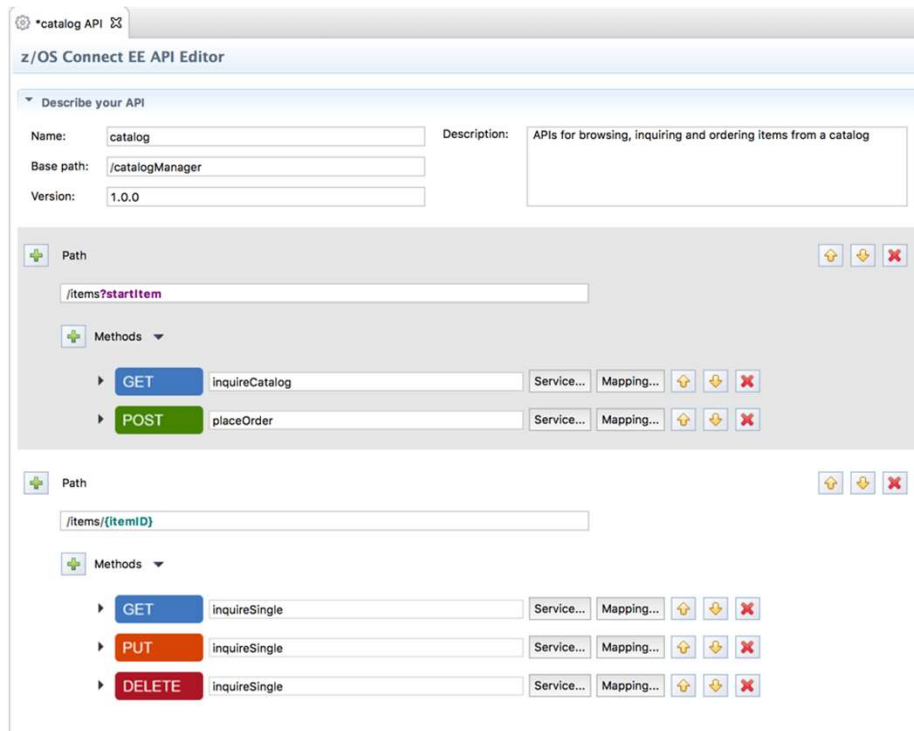 *catalog API
z/OS Connect EE API Editor
Describe your API
Name: catalog Description: APIs for browsing, inquiring and ordering items from a catalog
Base path: /catalogManager
Version: 1.0.0
Path
/items?startItem
Methods
GET inquireCatalog Service... Mapping...
POST placeOrder Service... Mapping...
Path
/items/{itemID}
Methods
GET inquireSingle Service... Mapping...
PUT inquireSingle Service... Mapping...
DELETE inquireSingle Service... Mapping...